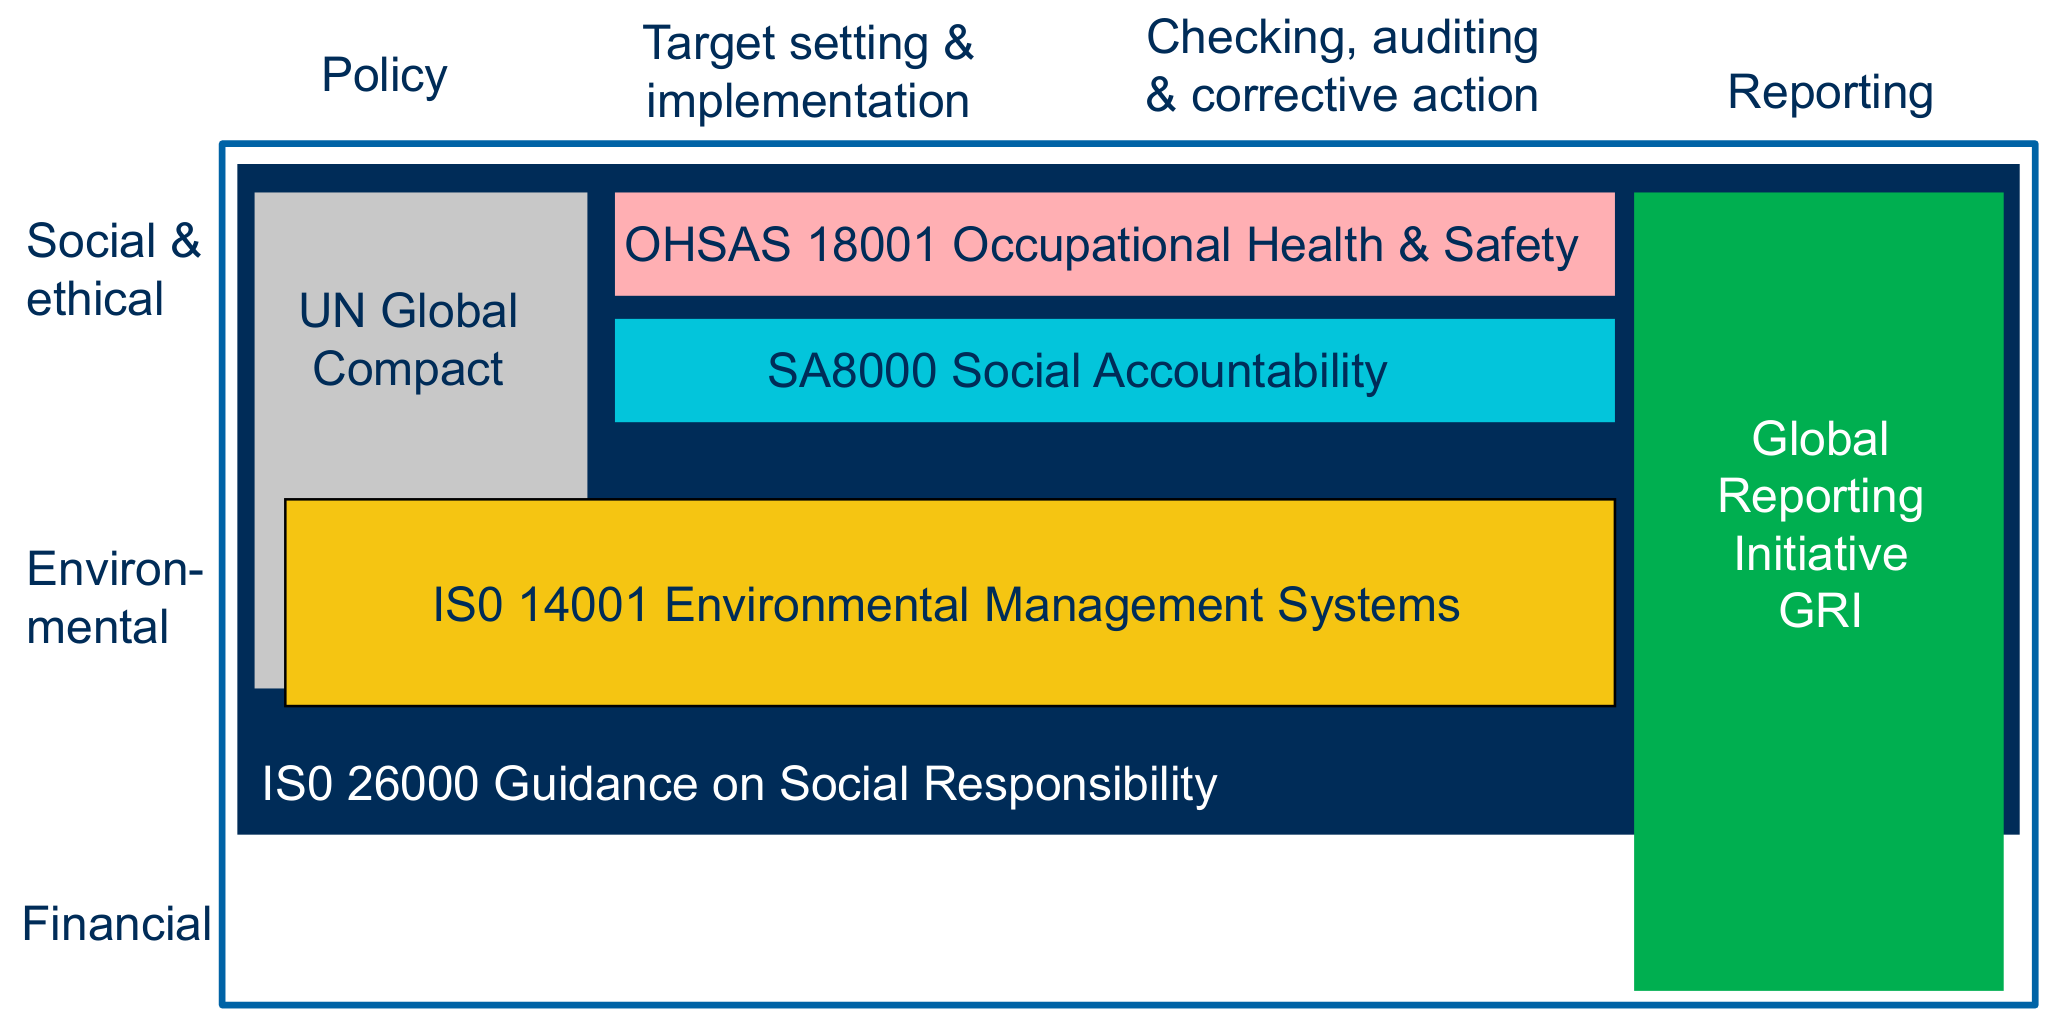 Policy
Target setting &
implementation
Checking, auditing
& corrective action
Reporting
Social &
ethical
UN Global
Compact
OHSAS 18001 Occupational Health & Safety
SA8000 Social Accountability
Global
Reporting
Initiative
GRI
Environ-
mental
IS0 14001 Environmental Management Systems
IS0 26000 Guidance on Social Responsibility
Financial